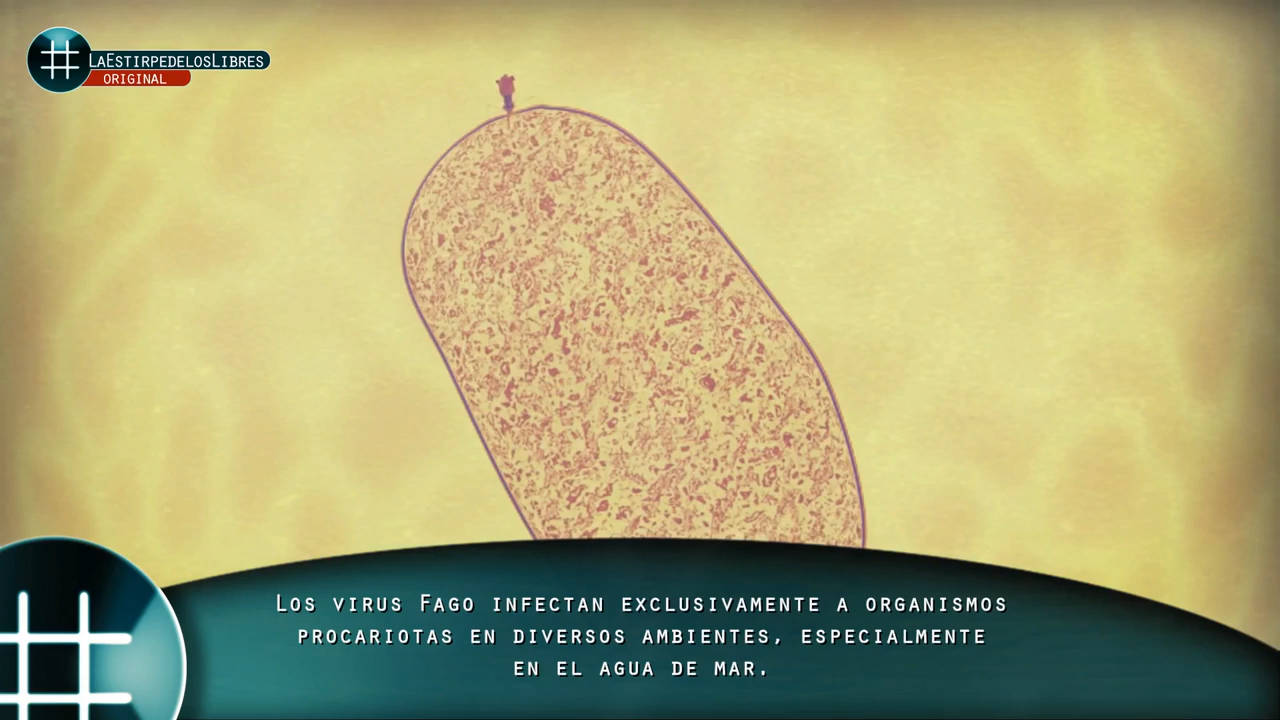 #LaEstirpedelosLibres
Original
Los virus Fago infectan exclusivamente a organismos
procariotas en diversos ambientes, especialmente
en el agua de mar.